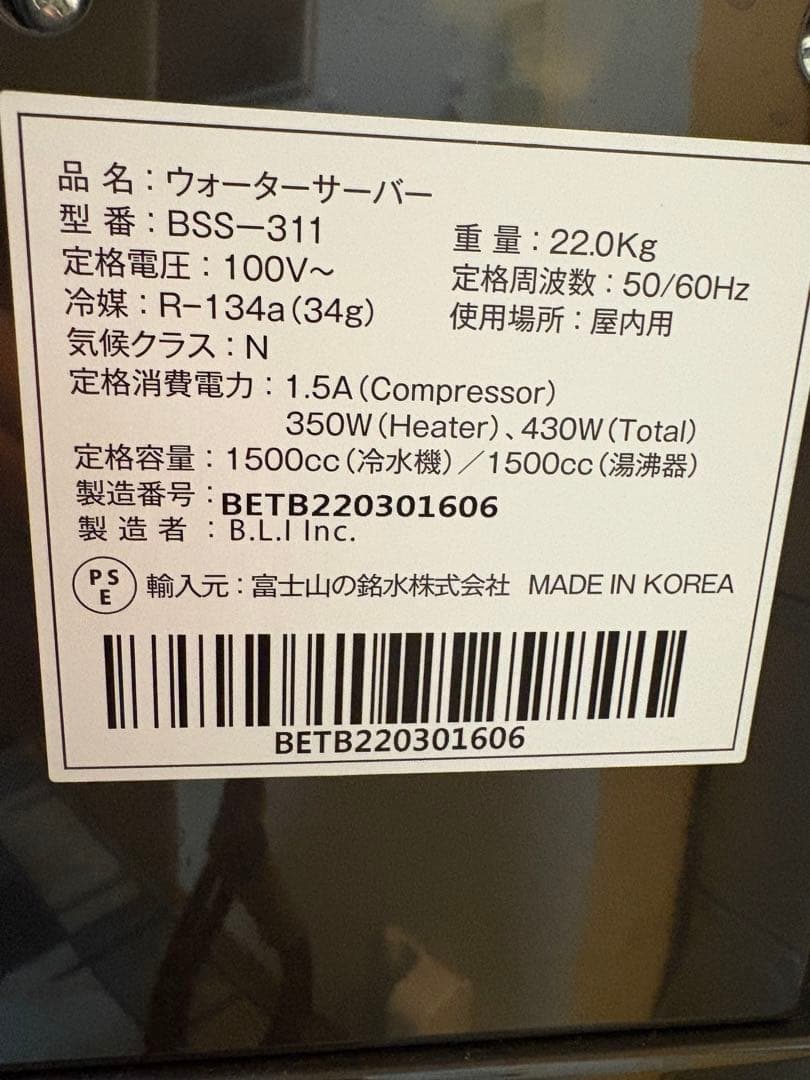 品名：ウォーターサーバー
型番：BSS-311
重量：22.0Kg
定格電圧：100V～
定格周波数：50/60Hz
冷媒：R-134a(34g)
使用場所：屋内用
気候クラス：N
定格消費電力：1.5A(Compressor)
350W(Heater)、430W(Total)
定格容量：1500cc(冷水機)／1500cc(湯沸器)
製造番号：BETB220301606
製造者：B.L.I Inc.
PS
E
輸入元：富士山の銘水株式会社 MADE IN KOREA
BETB220301606